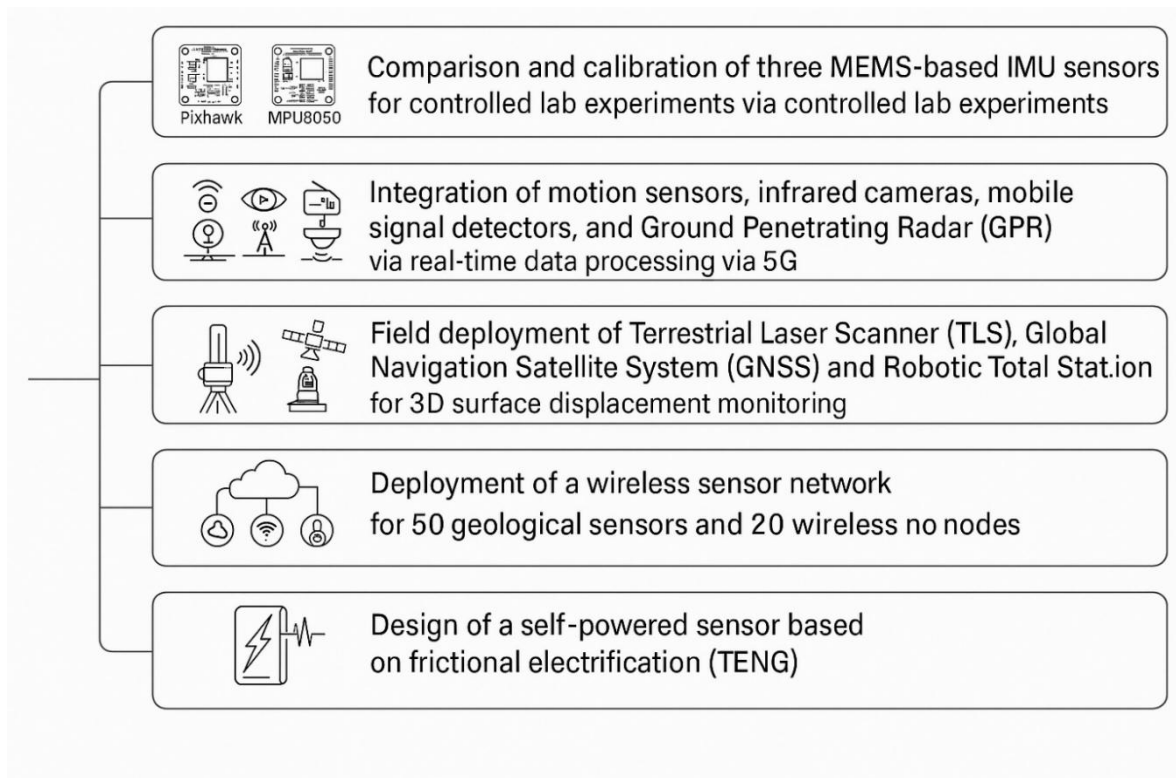 Pixhawk MPU8050
Comparison and calibration of three MEMS-based IMU sensors
for controlled lab experiments via controlled lab experiments
Integration of motion sensors, infrared cameras, mobile
signal detectors, and Ground Penetrating Radar (GPR)
via real-time data processing via 5G
Field deployment of Terrestrial Laser Scanner (TLS), Global
Navigation Satellite System (GNSS) and Robotic Total Stat.ion
for 3D surface displacement monitoring
Deployment of a wireless sensor network
for 50 geological sensors and 20 wireless no nodes
Design of a self-powered sensor based
on frictional electrification (TENG)